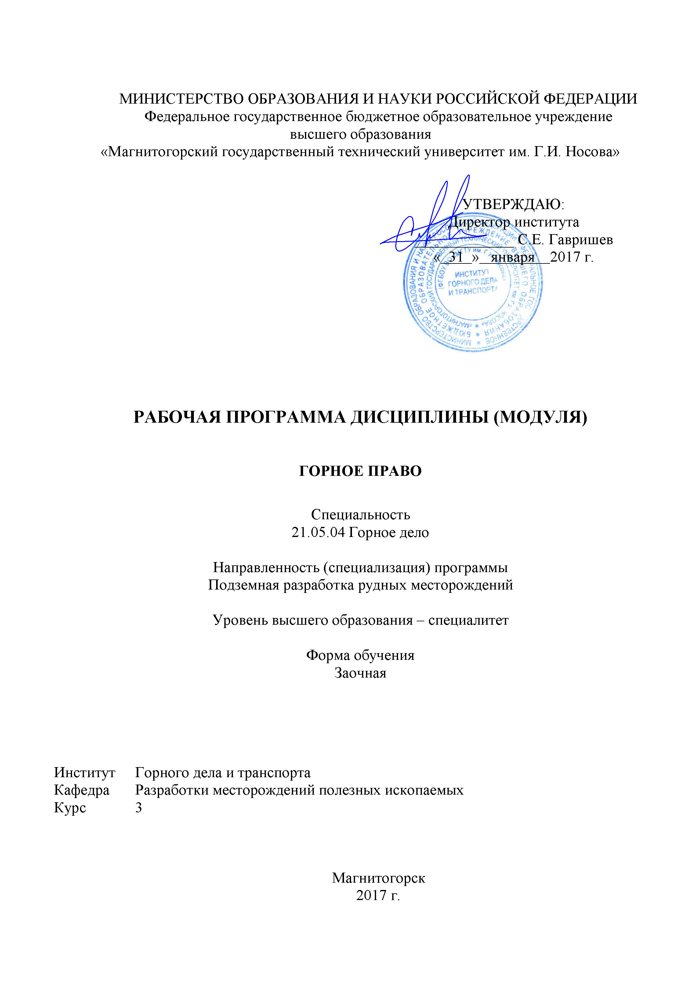 МИНИСТЕРСТВО ОБРАЗОВАНИЯ И НАУКИ РОССИЙСКОЙ ФЕДЕРАЦИИ
Федеральное государственное бюджетное образовательное учреждение
высшего образования
«Магнитогорский государственный технический университет им. Г.И. Носова»
УТВЕРЖДАЮ:
Директор института
С.Е. Гавришев
« 31 » января 2017 г.
ИНСТИТУТ
ГОРНОГО ДЕЛА
И ТРАНСПОРТА
РАБОЧАЯ ПРОГРАММА ДИСЦИПЛИНЫ (МОДУЛЯ)
ГОРНОЕ ПРАВО
Специальность
21.05.04 Горное дело
Направленность (специализация) программы
Подземная разработка рудных месторождений
Уровень высшего образования – специалитет
Форма обучения
Заочная
Институт Горного дела и транспорта
Кафедра Разработки месторождений полезных ископаемых
Курс 3
Магнитогорск
2017 г.